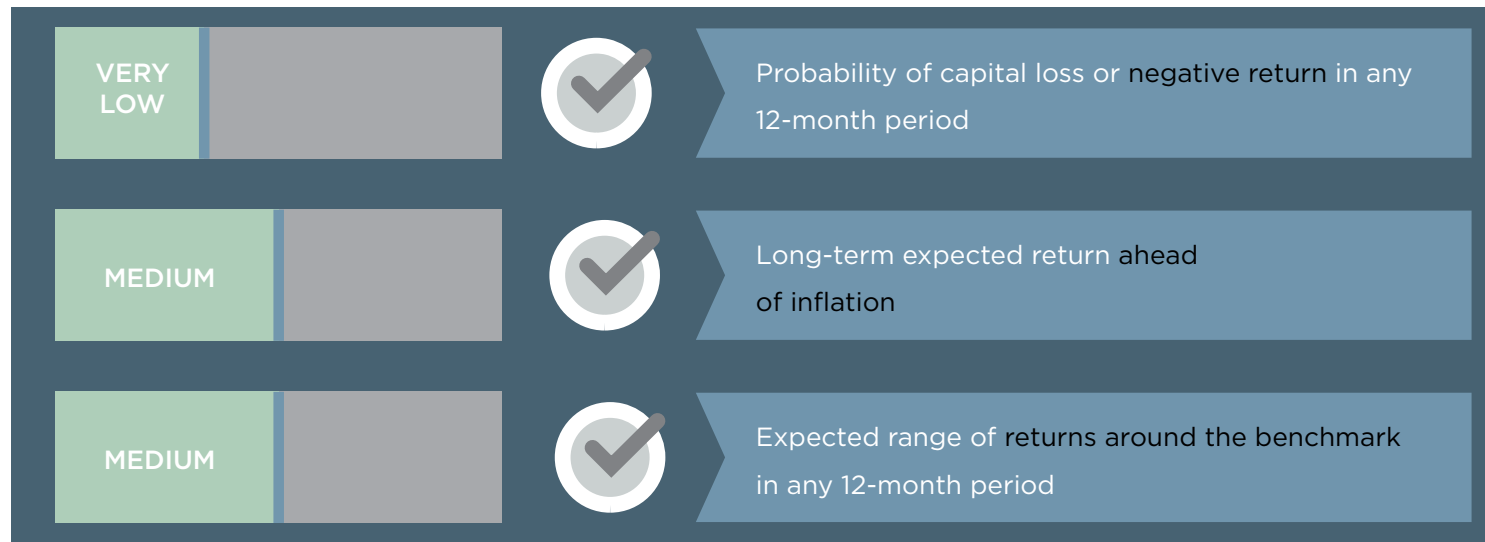 VERY
LOW
Probability of capital loss or negative return in any
12-month period
MEDIUM
Long-term expected return ahead
of inflation
MEDIUM
Expected range of returns around the benchmark
in any 12-month period